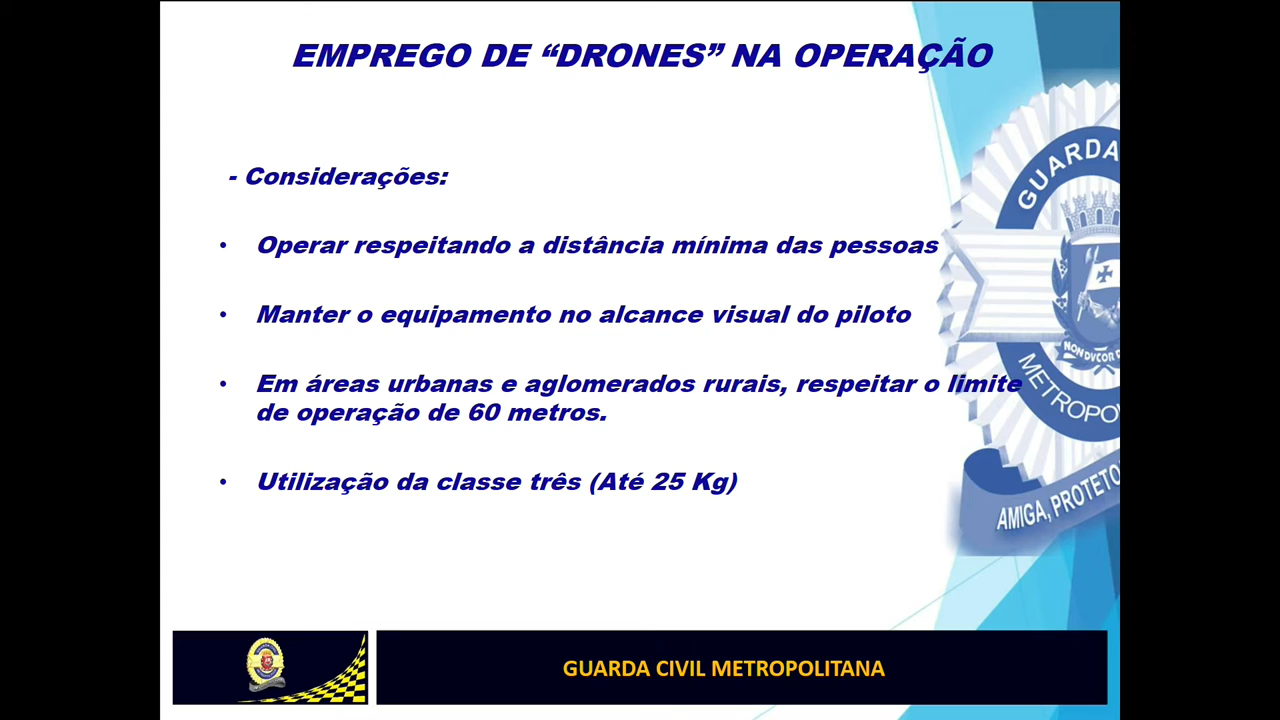 EMPREGO DE “DRONES” NA OPERAÇÃO
- Considerações:
• Operar respeitando a distância mínima das pessoas
• Manter o equipamento no alcance visual do piloto
• Em áreas urbanas e aglomerados rurais, respeitar o limite
de operação de 60 metros.
• Utilização da classe três (Até 25 Kg)
GUARDA
NON DVCOR D
METROPO
AMIGA, PROTETO
GUARDA CIVIL METROPOLITANA